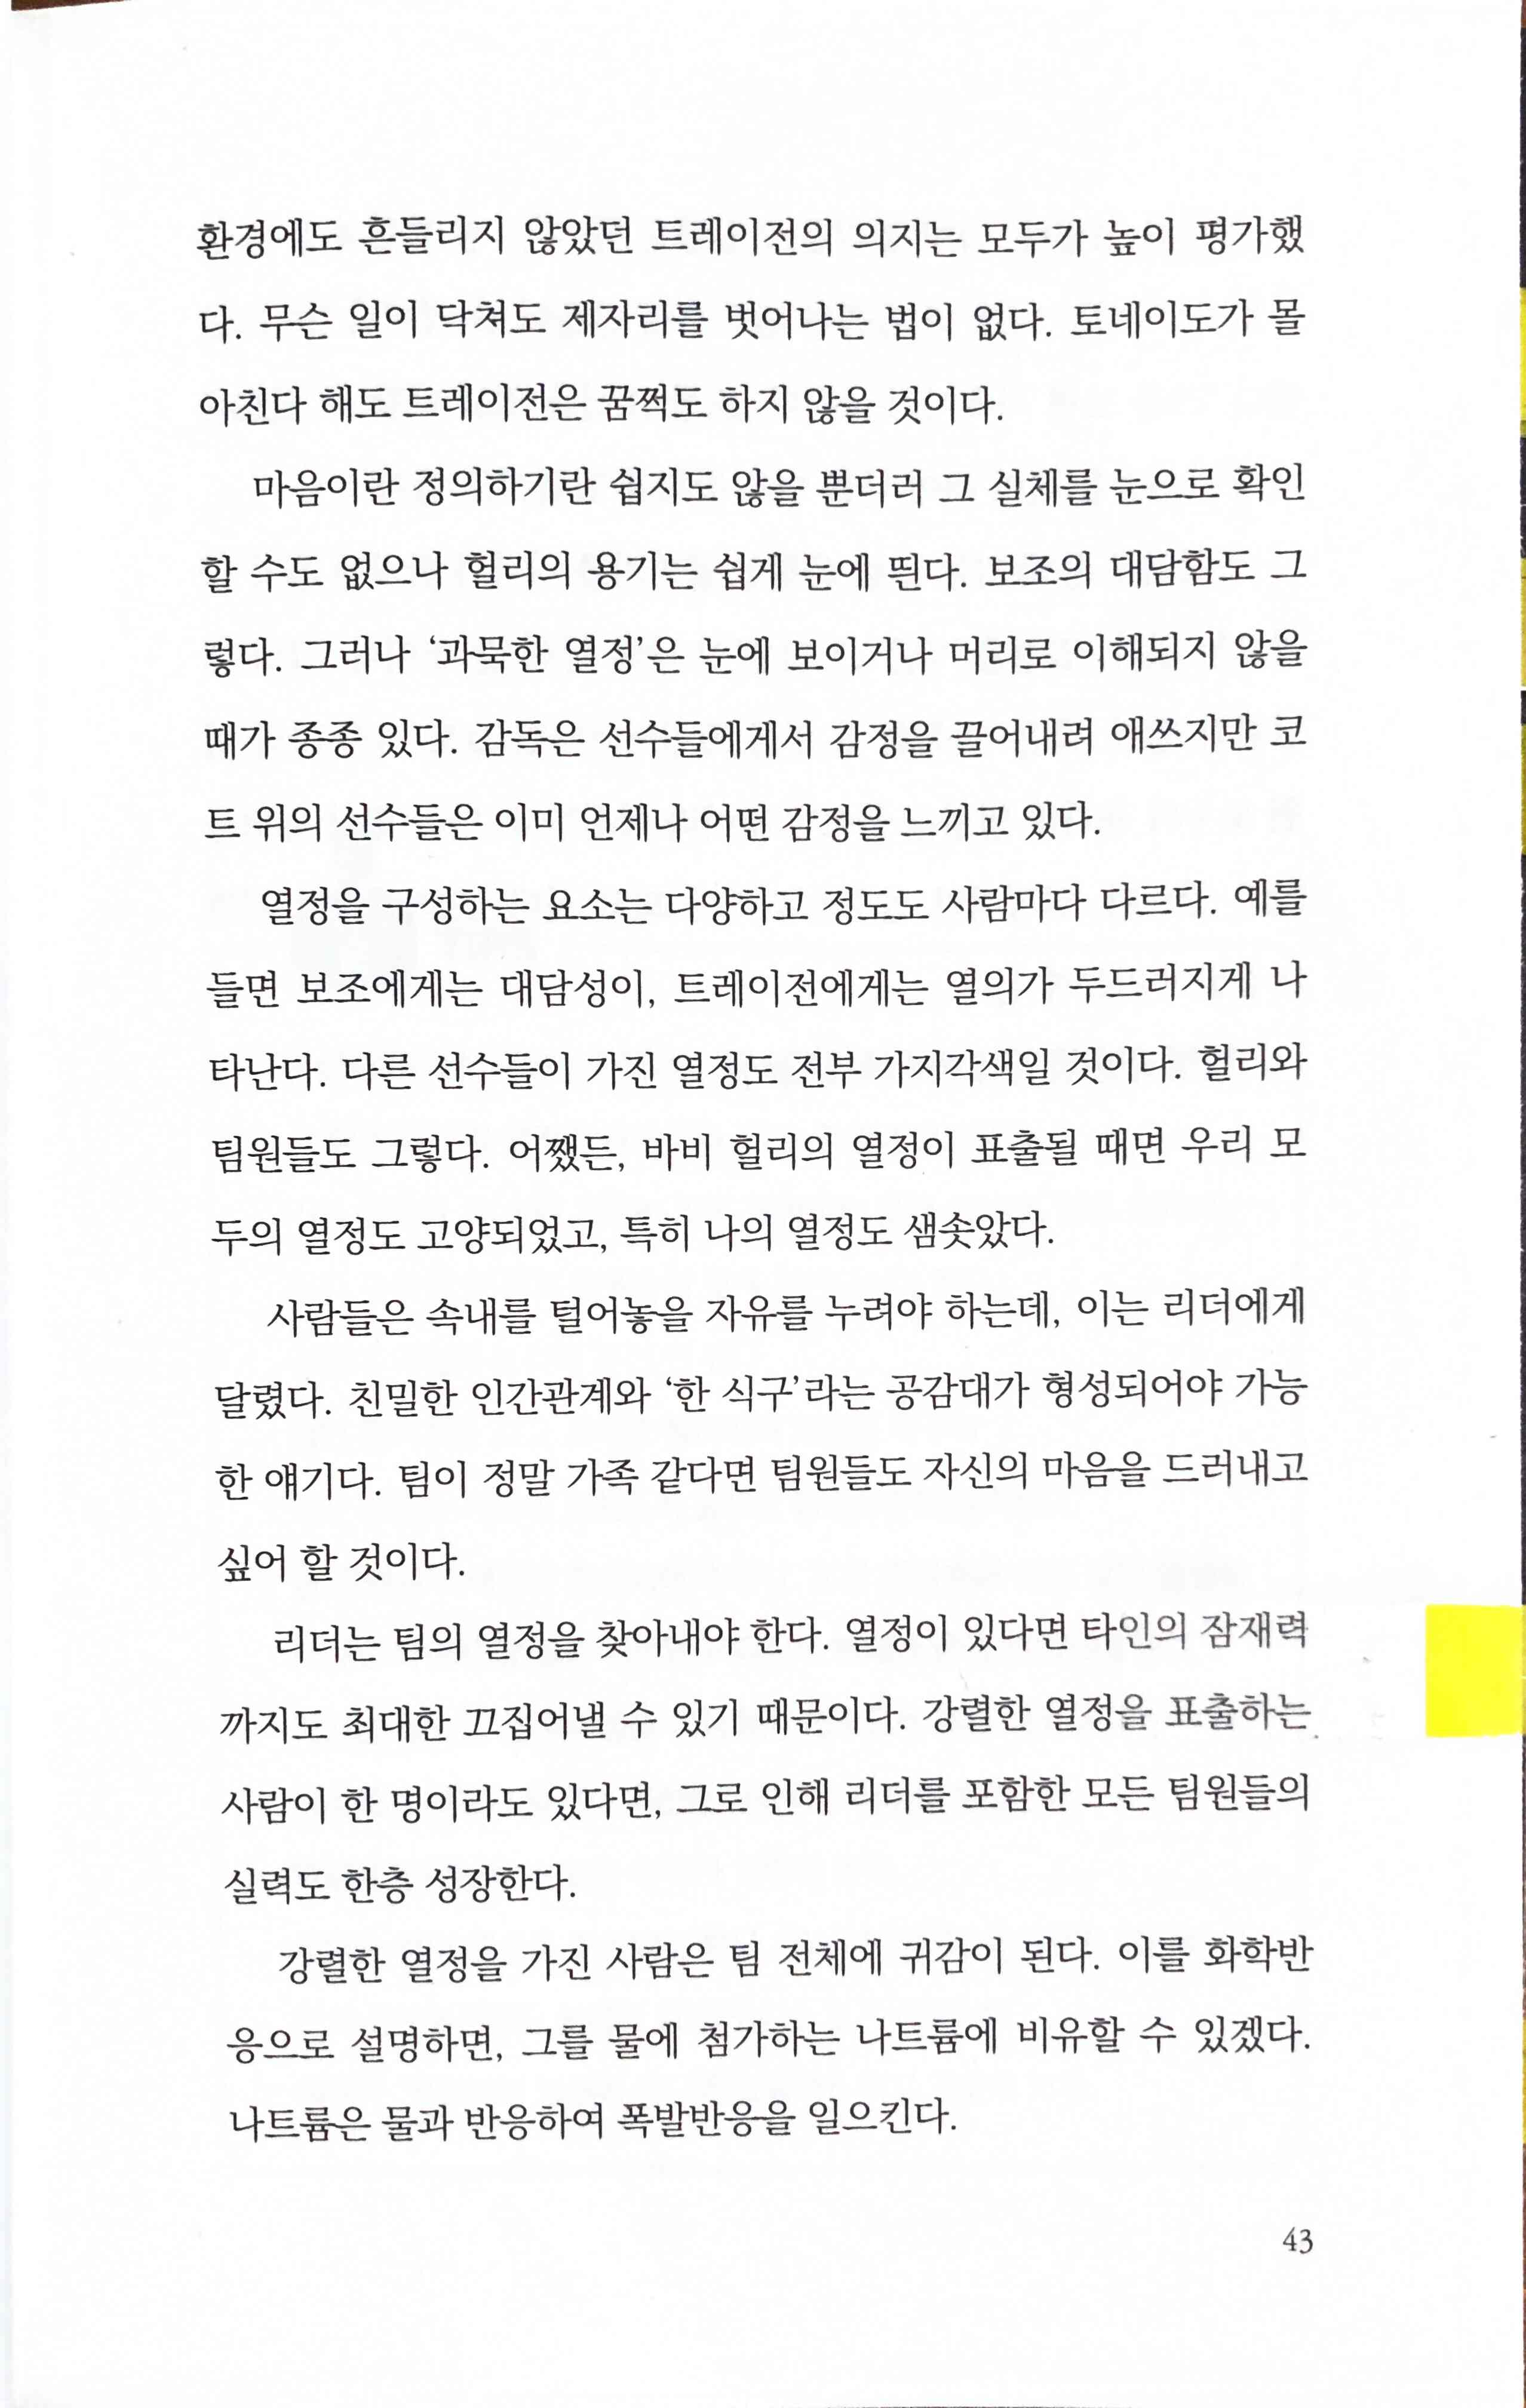 환경에도 흔들리지 않았던 트레이전의 의지는 모두가 높이 평가했
다. 무슨 일이 닥쳐도 제자리를 벗어나는 법이 없다. 토네이도가 몰
아친다 해도 트레이전은 꿈쩍도 하지 않을 것이다.
마음이란 정의하기란 쉽지도 않을 뿐더러 그 실체를 눈으로 확인
할 수도 없으나 헐리의 용기는 쉽게 눈에 띈다. 보조의 대담함도 그
렇다. 그러나 ‘과묵한 열정’은 눈에 보이거나 머리로 이해되지 않을
때가 종종 있다. 감독은 선수들에게서 감정을 끌어내려 애쓰지만 코
트 위의 선수들은 이미 언제나 어떤 감정을 느끼고 있다.
열정을 구성하는 요소는 다양하고 정도도 사람마다 다르다. 예를
들면 보조에게는 대담성이, 트레이전에게는 열의가 두드러지게 나
타난다. 다른 선수들이 가진 열정도 전부 가지각색일 것이다. 헐리와
팀원들도 그렇다. 어쨌든, 바비 헐리의 열정이 표출될 때면 우리 모
두의 열정도 고양되었고, 특히 나의 열정도 샘솟았다.
사람들은 속내를 털어놓을 자유를 누려야 하는데, 이는 리더에게
달렸다. 친밀한 인간관계와 ‘한 식구’라는 공감대가 형성되어야 가능
한 얘기다. 팀이 정말 가족 같다면 팀원들도 자신의 마음을 드러내고
싶어 할 것이다.
리더는 팀의 열정을 찾아내야 한다. 열정이 있다면 타인의 잠재력
까지도 최대한 끄집어낼 수 있기 때문이다. 강렬한 열정을 표출하는
사람이 한 명이라도 있다면, 그로 인해 리더를 포함한 모든 팀원들의
실력도 한층 성장한다.
강렬한 열정을 가진 사람은 팀 전체에 귀감이 된다. 이를 화학반
응으로 설명하면, 그를 물에 첨가하는 나트륨에 비유할 수 있겠다.
나트륨은 물과 반응하여 폭발반응을 일으킨다.
43